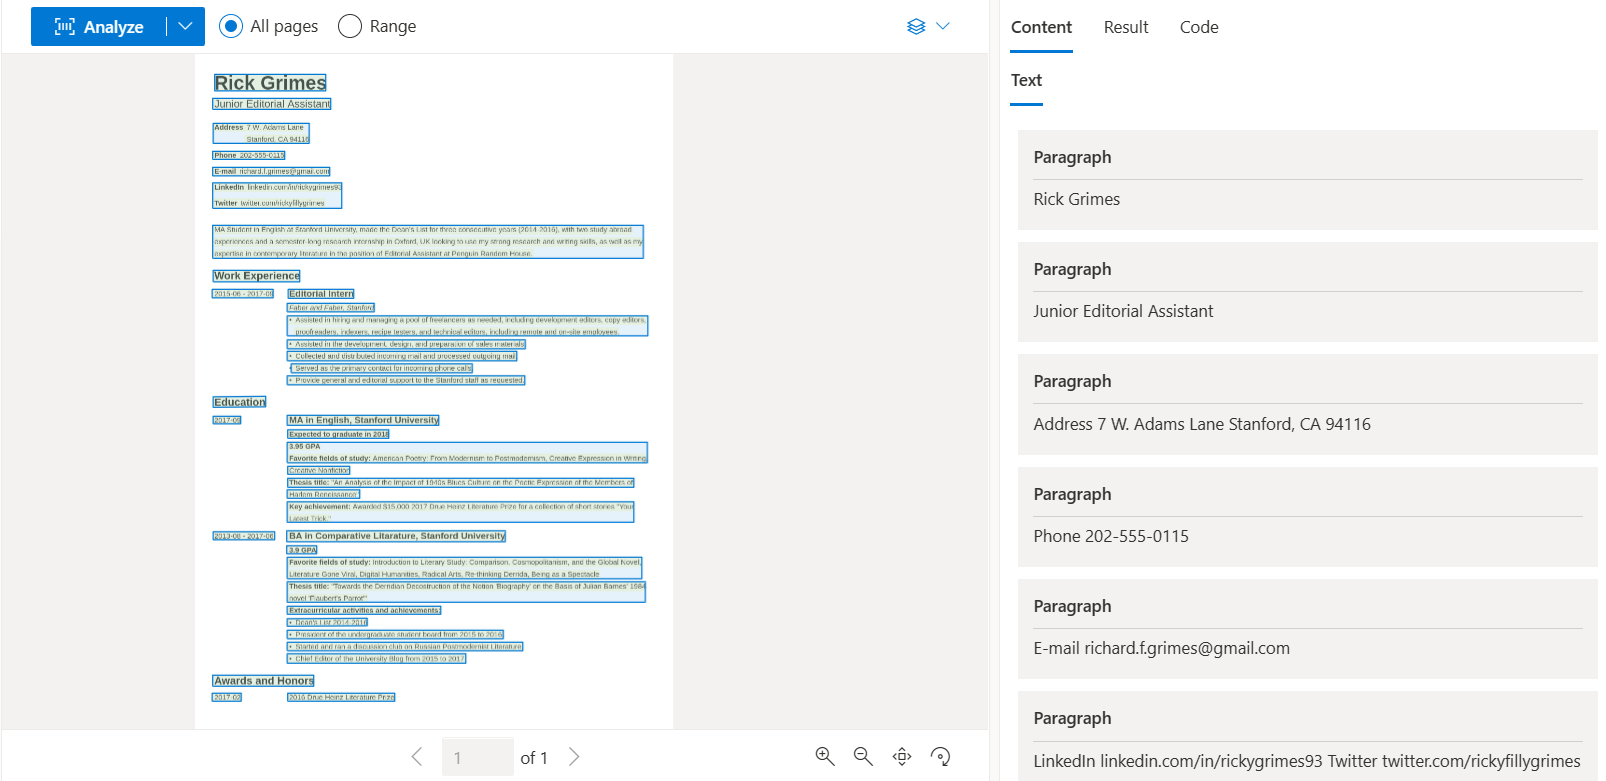 Analyze
All pages
Range
Rick Grimes
Junior Editorial Assistant
Address 7 W. Adams Lane
Stanford, CA 94116
Phone 202-555-0115
E-mail richard.f.grimes@gmail.com
LinkedIn linkedin.com/in/rickygrimes93
Twitter twitter.com/rickyfillygrimes
MA Student in English at Stanford University, made the Dean's List for three consecutive years (2014-2016), with two study abroad
experiences and a semester-long research internship in Oxford, UK looking to use my strong research and writing skills, as well as my
expertise in contemporary literature in the position of Editorial Assistant at Penguin Random House.
Work Experience
2015-06 - 2017-09
Editorial Intern
Faber and Faber, Stanford
• Assisted in hiring and managing a pool of freelancers as needed, including development editors, copy editors,
proofreaders, indexers, recipe testers, and technical editors, including remote and on-site employees.
• Assisted in the development, design, and preparation of sales materials
• Collected and distributed incoming mail and processed outgoing mail
• Served as the primary contact for incoming phone calls
• Provide general and editorial support to the Stanford staff as requested.
Education
2017-09
MA in English, Stanford University
Expected to graduate in 2018
3.95 GPA
Favorite fields of study: American Poetry: From Modernism to Postmodernism, Creative Expression in Writing,
Creative Nonfiction
Thesis title: "An Analysis of the Impact of 1940s Blues Culture on the Poetic Expression of the Members of
Harlem Reneissance"
Key achievement: Awarded $15,000 2017 Drue Heinz Literature Prize for a collection of short stories "Your
Latest Trick."
2013-08 - 2017-06
BA in Comparative Litarature, Stanford University
3.9 GPA
Favorite fields of study: Introduction to Literary Study: Comparison, Cosmopolitanism, and the Global Novel,
Literature Gone Viral, Digital Humanities, Radical Arts, Re-thinking Derrida, Being as a Spectacle
Thesis title: "Towards the Derridian Decostruction of the Notion 'Biography' on the Basis of Julian Barnes' 1984
novel 'Flaubert's Parrot'"
Extracurricular activities and achievements:
• Dean's List 2014-2016
• President of the undergraduate student board from 2015 to 2016
• Started and ran a discussion club on Russian Postmodernist Literature
• Chief Editor of the University Blog from 2015 to 2017
Awards and Honors
2017-02
2016 Drue Heinz Literature Prize
1 of 1
Content
Result
Code
Text
Paragraph
Rick Grimes
Paragraph
Junior Editorial Assistant
Paragraph
Address 7 W. Adams Lane Stanford, CA 94116
Paragraph
Phone 202-555-0115
Paragraph
E-mail richard.f.grimes@gmail.com
Paragraph
LinkedIn linkedin.com/in/rickygrimes93 Twitter twitter.com/rickyfillygrimes